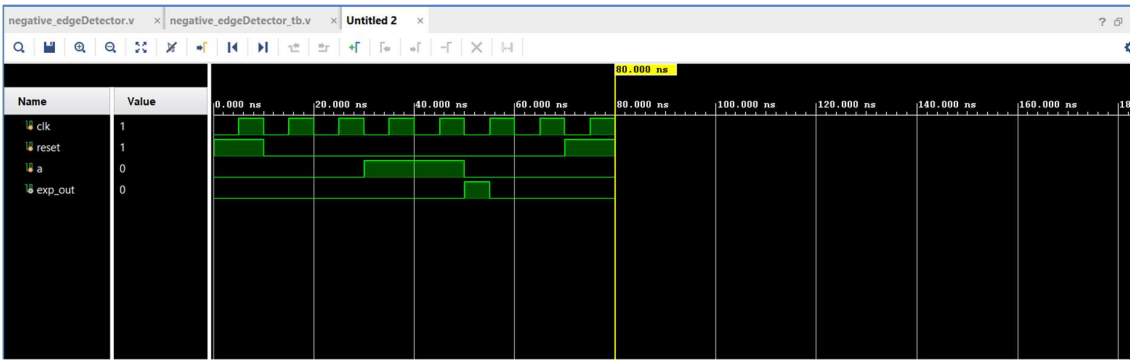 negative_edgeDetector.v × negative_edgeDetector_tb.v × Untitled 2 ×
?
80.000 ns
Name Value
0.000 ns 20.000 ns 40.000 ns 60.000 ns 80.000 ns 100.000 ns 120.000 ns 140.000 ns 160.000 ns 18
clk 1
reset 1
a 0
exp_out 0